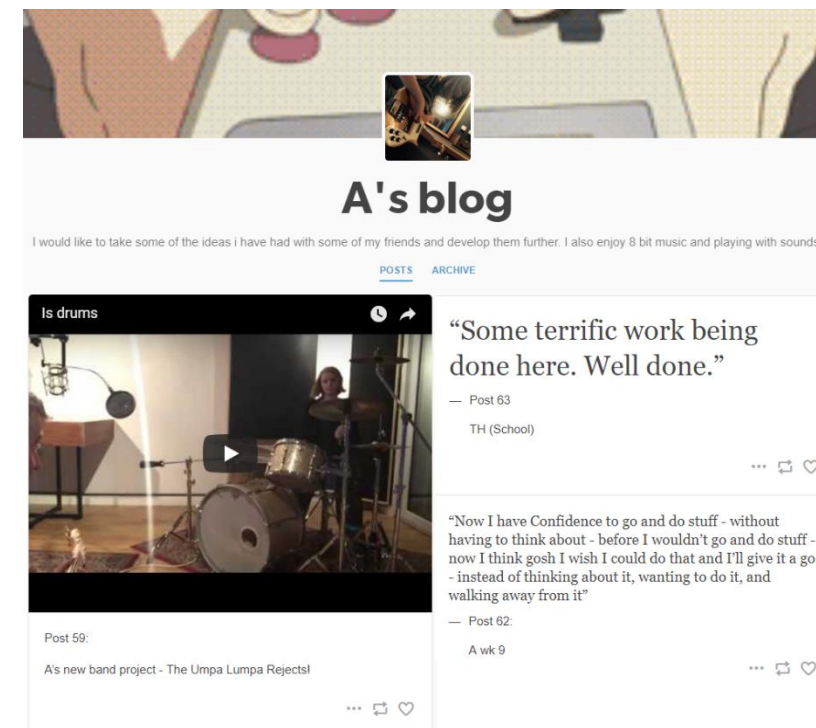 A's blog
I would like to take some of the ideas i have had with some of my friends and develop them further. I also enjoy 8 bit music and playing with sounds
POSTS ARCHIVE
Is drums
Post 59:
A's new band project - The Umpa Lumpa Rejects!
“Some terrific work being
done here. Well done.”
— Post 63
TH (School)
“Now I have Confidence to go and do stuff - without
having to think about - before I wouldn't go and do stuff -
now I think gosh I wish I could do that and I'll give it a go
- instead of thinking about it, wanting to do it, and
walking away from it”
— Post 62:
A wk 9